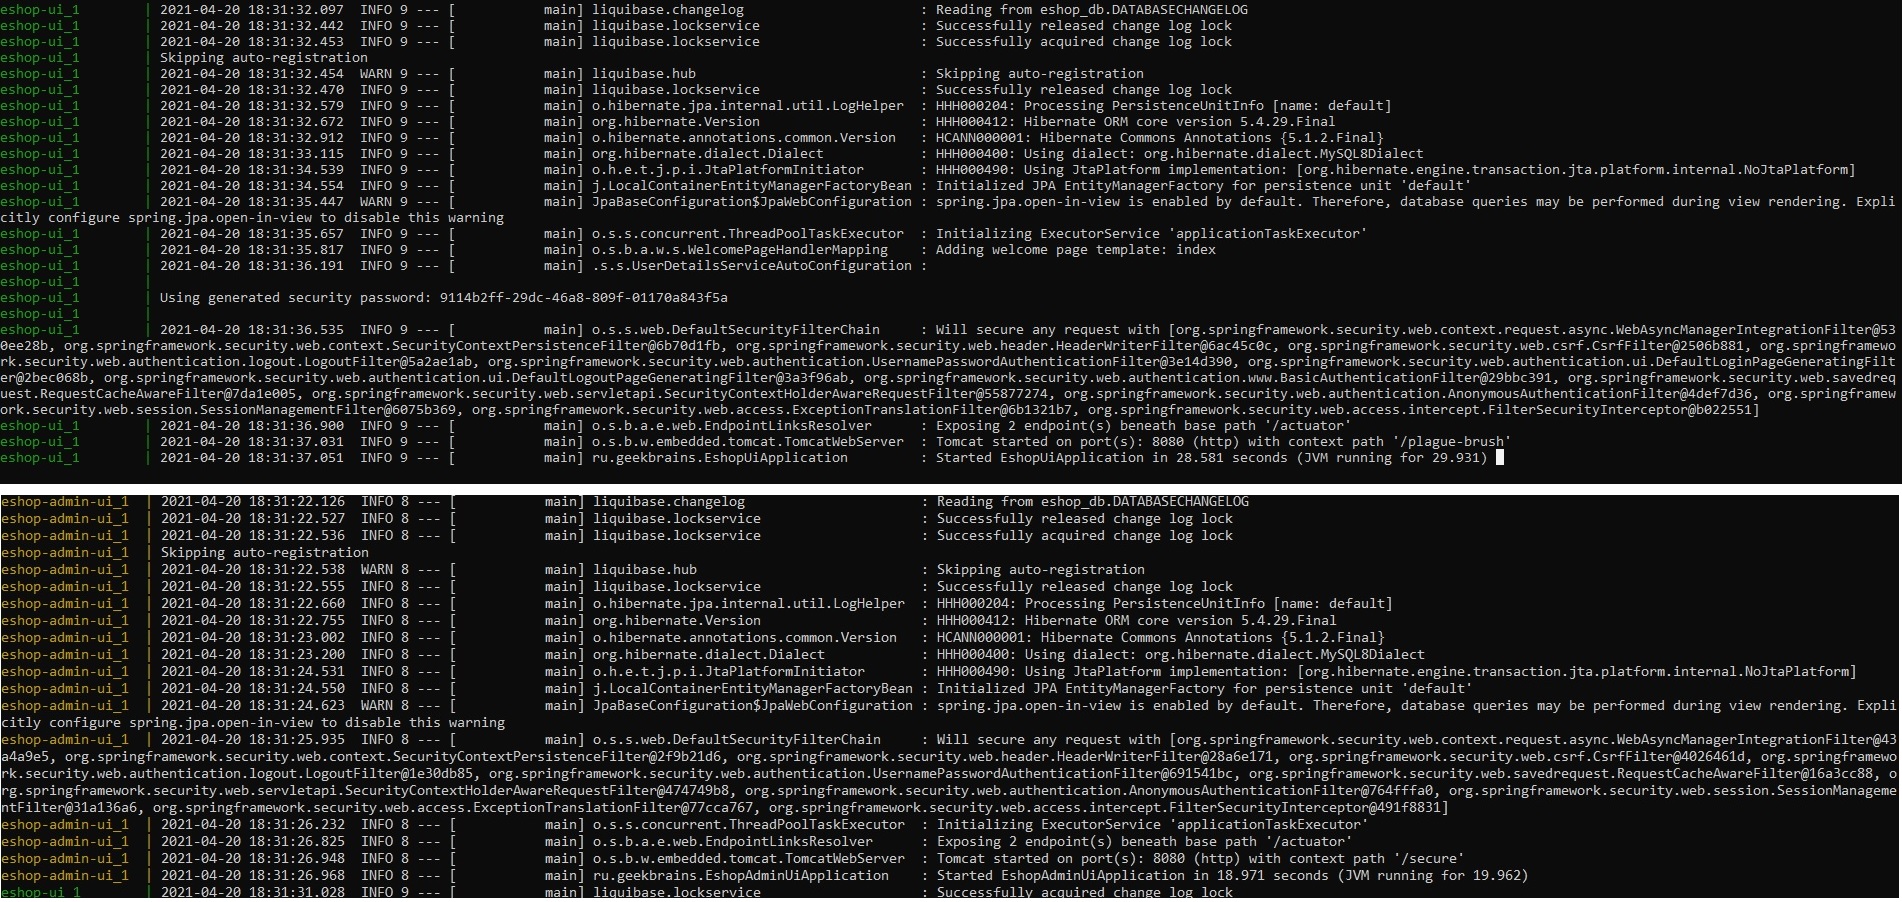 eshop-ui_1 | 2021-04-20 18:31:32.097 INFO 9 --- [ main] liquibase.changelog : Reading from eshop_db.DATABASECHANGELOG
eshop-ui_1 | 2021-04-20 18:31:32.442 INFO 9 --- [ main] liquibase.lockservice : Successfully released change log lock
eshop-ui_1 | 2021-04-20 18:31:32.453 INFO 9 --- [ main] liquibase.lockservice : Successfully acquired change log lock
eshop-ui_1 | Skipping auto-registration
eshop-ui_1 | 2021-04-20 18:31:32.454 WARN 9 --- [ main] liquibase.hub : Skipping auto-registration
eshop-ui_1 | 2021-04-20 18:31:32.470 INFO 9 --- [ main] liquibase.lockservice : Successfully released change log lock
eshop-ui_1 | 2021-04-20 18:31:32.579 INFO 9 --- [ main] o.hibernate.jpa.internal.util.LogHelper : HHH000204: Processing PersistenceUnitInfo [name: default]
eshop-ui_1 | 2021-04-20 18:31:32.672 INFO 9 --- [ main] org.hibernate.Version : HHH000412: Hibernate ORM core version 5.4.29.Final
eshop-ui_1 | 2021-04-20 18:31:32.912 INFO 9 --- [ main] o.hibernate.annotations.common.Version : HCANN000001: Hibernate Commons Annotations {5.1.2.Final}
eshop-ui_1 | 2021-04-20 18:31:33.115 INFO 9 --- [ main] org.hibernate.dialect.Dialect : HHH000400: Using dialect: org.hibernate.dialect.MySQL8Dialect
eshop-ui_1 | 2021-04-20 18:31:34.539 INFO 9 --- [ main] o.h.e.t.j.p.i.JtaPlatformInitiator : HHH000490: Using JtaPlatform implementation: [org.hibernate.engine.transaction.jta.platform.internal.NoJtaPlatform]
eshop-ui_1 | 2021-04-20 18:31:34.554 INFO 9 --- [ main] j.LocalContainerEntityManagerFactoryBean : Initialized JPA EntityManagerFactory for persistence unit 'default'
eshop-ui_1 | 2021-04-20 18:31:35.447 WARN 9 --- [ main] JpaBaseConfiguration$JpaWebConfiguration : spring.jpa.open-in-view is enabled by default. Therefore, database queries may be performed during view rendering. Expli
citly configure spring.jpa.open-in-view to disable this warning
eshop-ui_1 | 2021-04-20 18:31:35.657 INFO 9 --- [ main] o.s.s.concurrent.ThreadPoolTaskExecutor : Initializing ExecutorService 'applicationTaskExecutor'
eshop-ui_1 | 2021-04-20 18:31:35.817 INFO 9 --- [ main] o.s.b.a.w.s.WelcomePageHandlerMapping : Adding welcome page template: index
eshop-ui_1 | 2021-04-20 18:31:36.191 INFO 9 --- [ main] .s.s.UserDetailsServiceAutoConfiguration :
eshop-ui_1 |
eshop-ui_1 | Using generated security password: 9114b2ff-29dc-46a8-809f-01170a843f5a
eshop-ui_1 |
eshop-ui_1 | 2021-04-20 18:31:36.535 INFO 9 --- [ main] o.s.s.web.DefaultSecurityFilterChain : Will secure any request with [org.springframework.security.web.context.request.async.WebAsyncManagerIntegrationFilter@53
0ee28b, org.springframework.security.web.context.SecurityContextPersistenceFilter@6b70d1fb, org.springframework.security.web.header.HeaderWriterFilter@6ac45c0c, org.springframework.security.web.csrf.CsrfFilter@2506b881, org.springframewo
rk.security.web.authentication.logout.LogoutFilter@5a2ae1ab, org.springframework.security.web.authentication.UsernamePasswordAuthenticationFilter@3e14d390, org.springframework.security.web.authentication.ui.DefaultLoginPageGeneratingFilt
er@2bec068b, org.springframework.security.web.authentication.ui.DefaultLogoutPageGeneratingFilter@3a3f96ab, org.springframework.security.web.authentication.www.BasicAuthenticationFilter@29bbc391, org.springframework.security.web.savedreq
uest.RequestCacheAwareFilter@7da1e005, org.springframework.security.web.servletapi.SecurityContextHolderAwareRequestFilter@55877274, org.springframework.security.web.authentication.AnonymousAuthenticationFilter@4def7d36, org.springframew
ork.security.web.session.SessionManagementFilter@6075b369, org.springframework.security.web.access.ExceptionTranslationFilter@6b1321b7, org.springframework.security.web.access.intercept.FilterSecurityInterceptor@b022551]
eshop-ui_1 | 2021-04-20 18:31:36.900 INFO 9 --- [ main] o.s.b.a.e.web.EndpointLinksResolver : Exposing 2 endpoint(s) beneath base path '/actuator'
eshop-ui_1 | 2021-04-20 18:31:37.031 INFO 9 --- [ main] o.s.b.w.embedded.tomcat.TomcatWebServer : Tomcat started on port(s): 8080 (http) with context path '/plague-brush'
eshop-ui_1 | 2021-04-20 18:31:37.051 INFO 9 --- [ main] ru.geekbrains.EshopUiApplication : Started EshopUiApplication in 28.581 seconds (JVM running for 29.931)
eshop-admin-ui_1 | 2021-04-20 18:31:22.126 INFO 8 --- [ main] liquibase.changelog : Reading from eshop_db.DATABASECHANGELOG
eshop-admin-ui_1 | 2021-04-20 18:31:22.527 INFO 8 --- [ main] liquibase.lockservice : Successfully released change log lock
eshop-admin-ui_1 | 2021-04-20 18:31:22.536 INFO 8 --- [ main] liquibase.lockservice : Successfully acquired change log lock
eshop-admin-ui_1 | Skipping auto-registration
eshop-admin-ui_1 | 2021-04-20 18:31:22.538 WARN 8 --- [ main] liquibase.hub : Skipping auto-registration
eshop-admin-ui_1 | 2021-04-20 18:31:22.555 INFO 8 --- [ main] liquibase.lockservice : Successfully released change log lock
eshop-admin-ui_1 | 2021-04-20 18:31:22.660 INFO 8 --- [ main] o.hibernate.jpa.internal.util.LogHelper : HHH000204: Processing PersistenceUnitInfo [name: default]
eshop-admin-ui_1 | 2021-04-20 18:31:22.755 INFO 8 --- [ main] org.hibernate.Version : HHH000412: Hibernate ORM core version 5.4.29.Final
eshop-admin-ui_1 | 2021-04-20 18:31:23.002 INFO 8 --- [ main] o.hibernate.annotations.common.Version : HCANN000001: Hibernate Commons Annotations {5.1.2.Final}
eshop-admin-ui_1 | 2021-04-20 18:31:23.200 INFO 8 --- [ main] org.hibernate.dialect.Dialect : HHH000400: Using dialect: org.hibernate.dialect.MySQL8Dialect
eshop-admin-ui_1 | 2021-04-20 18:31:24.531 INFO 8 --- [ main] o.h.e.t.j.p.i.JtaPlatformInitiator : HHH000490: Using JtaPlatform implementation: [org.hibernate.engine.transaction.jta.platform.internal.NoJtaPlatform]
eshop-admin-ui_1 | 2021-04-20 18:31:24.550 INFO 8 --- [ main] j.LocalContainerEntityManagerFactoryBean : Initialized JPA EntityManagerFactory for persistence unit 'default'
eshop-admin-ui_1 | 2021-04-20 18:31:24.623 WARN 8 --- [ main] JpaBaseConfiguration$JpaWebConfiguration : spring.jpa.open-in-view is enabled by default. Therefore, database queries may be performed during view rendering. Expli
citly configure spring.jpa.open-in-view to disable this warning
eshop-admin-ui_1 | 2021-04-20 18:31:25.935 INFO 8 --- [ main] o.s.s.web.DefaultSecurityFilterChain : Will secure any request with [org.springframework.security.web.context.request.async.WebAsyncManagerIntegrationFilter@43
a4a9e5, org.springframework.security.web.context.SecurityContextPersistenceFilter@2f9b21d6, org.springframework.security.web.header.HeaderWriterFilter@28a6e171, org.springframework.security.web.csrf.CsrfFilter@4026461d, org.springframewo
rk.security.web.authentication.logout.LogoutFilter@1e30db85, org.springframework.security.web.authentication.UsernamePasswordAuthenticationFilter@691541bc, org.springframework.security.web.savedrequest.RequestCacheAwareFilter@16a3cc88, o
rg.springframework.security.web.servletapi.SecurityContextHolderAwareRequestFilter@474749b8, org.springframework.security.web.authentication.AnonymousAuthenticationFilter@764fffa0, org.springframework.security.web.session.SessionManageme
ntFilter@31a136a6, org.springframework.security.web.access.ExceptionTranslationFilter@77cca767, org.springframework.security.web.access.intercept.FilterSecurityInterceptor@491f8831]
eshop-admin-ui_1 | 2021-04-20 18:31:26.232 INFO 8 --- [ main] o.s.s.concurrent.ThreadPoolTaskExecutor : Initializing ExecutorService 'applicationTaskExecutor'
eshop-admin-ui_1 | 2021-04-20 18:31:26.825 INFO 8 --- [ main] o.s.b.a.e.web.EndpointLinksResolver : Exposing 2 endpoint(s) beneath base path '/actuator'
eshop-admin-ui_1 | 2021-04-20 18:31:26.948 INFO 8 --- [ main] o.s.b.w.embedded.tomcat.TomcatWebServer : Tomcat started on port(s): 8080 (http) with context path '/secure'
eshop-admin-ui_1 | 2021-04-20 18:31:26.968 INFO 8 --- [ main] ru.geekbrains.EshopAdminUiApplication : Started EshopAdminUiApplication in 18.971 seconds (JVM running for 19.962)
eshop-ui_1 | 2021-04-20 18:31:31.028 INFO 9 --- [ main] liquibase.lockservice : Successfully acquired change log lock